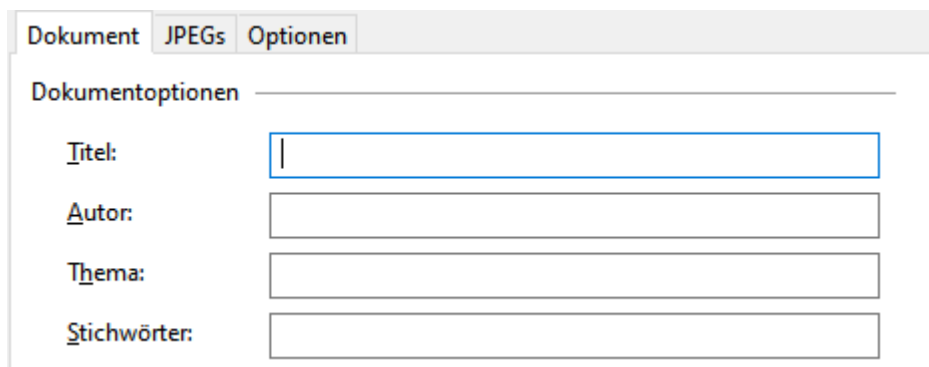 Dokument JPEGs Optionen
Dokumentoptionen
Titel:
Autor:
Thema:
Stichwörter: